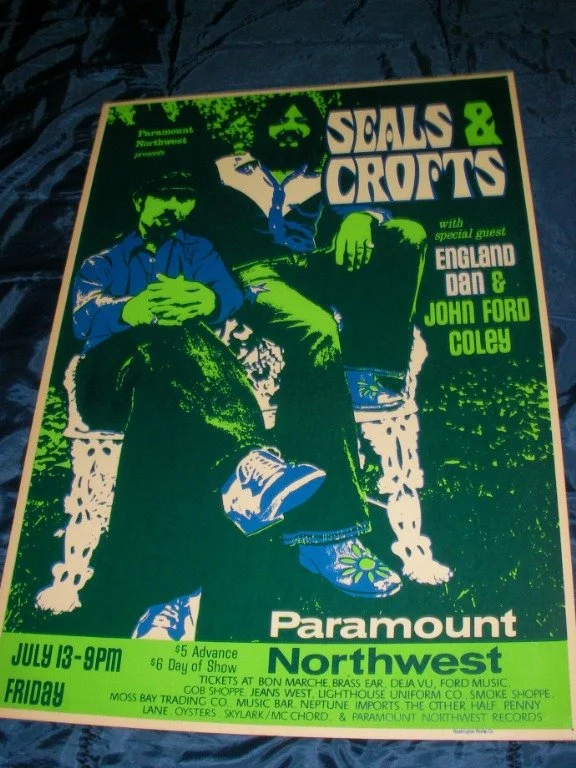 Paramount
Northwest
presents
SEALS &
CROFTS
with
special guest
ENGLAND
DAN &
JOHN FORD
COLEY
Paramount
Northwest
JULY 13-9PM
FRIDAY
$5 Advance
$6 Day of Show
TICKETS AT BON MARCHE, BRASS EAR, DEJA VU, FORD MUSIC,
GOB SHOPPE, JEANS WEST, LIGHTHOUSE UNIFORM CO. SMOKE SHOPPE,
MOSS BAY TRADING CO. MUSIC BAR, NEPTUNE IMPORTS, THE OTHER HALF, PENNY
LANE, OYSTERS, SKYLARK/MC CHORD, & PARAMOUNT NORTHWEST RECORDS